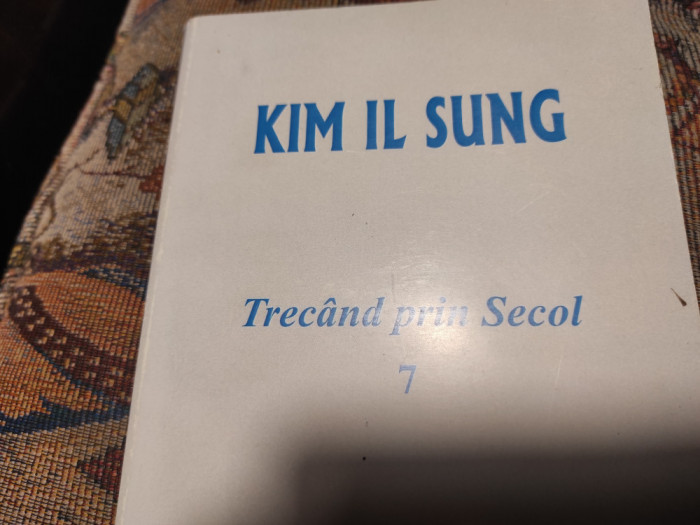 KIM IL SUNG
Trecând prin Secol
7